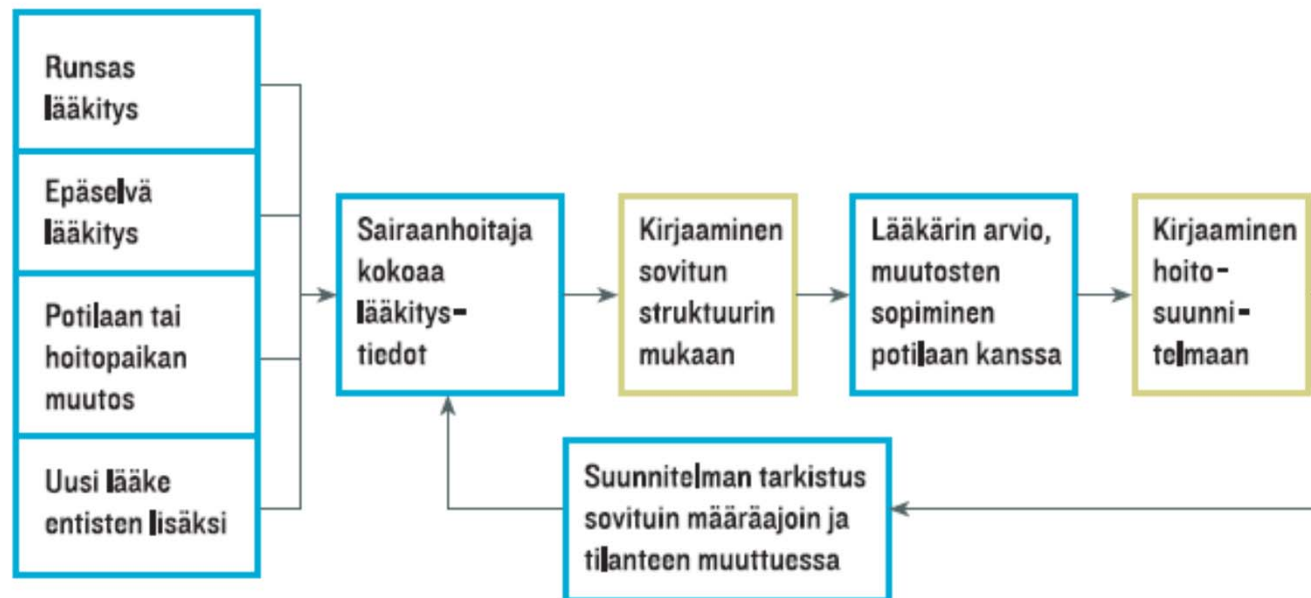 Runsas
lääkitys
Epäselvä
lääkitys
Potilaan tai
hoitopaikan
muutos
Uusi lääke
entisten lisäksi
Sairaanhoitaja
kokoaa
lääkitys-
tiedot
Kirjaaminen
sovitun
struktuurin
mukaan
Lääkärin arvio,
muutosten
sopiminen
potilaan kanssa
Kirjaaminen
hoito-
suunni-
telmaan
Suunnitelman tarkistus
sovituin määräajoin ja
tilanteen muuttuessa